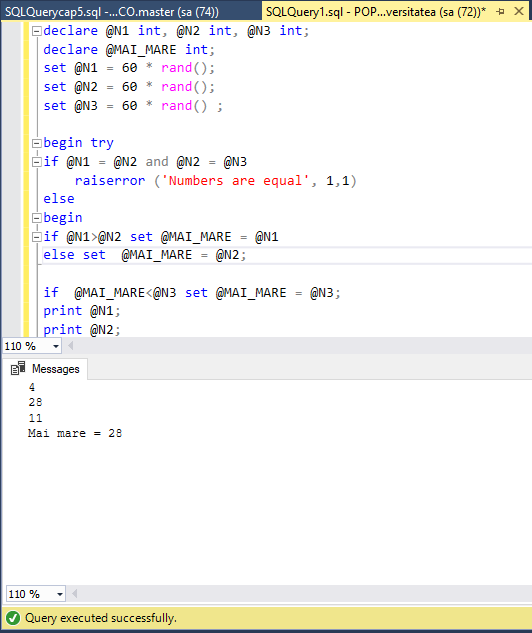 SQLQuerycap5.sql -...CO.master (sa (74))
SQLQuery1.sql - POP...versitatea (sa (72))*
declare @N1 int, @N2 int, @N3 int;
declare @MAI_MARE int;
set @N1 = 60 * rand();
set @N2 = 60 * rand();
set @N3 = 60 * rand() ;
begin try
if @N1 = @N2 and @N2 = @N3
raiserror ('Numbers are equal', 1,1)
else
begin
if @N1>@N2 set @MAI_MARE = @N1
else set  @MAI_MARE = @N2;
if  @MAI_MARE<@N3 set @MAI_MARE = @N3;
print @N1;
print @N2;
110 %
Messages
4
28
11
Mai mare = 28
110 %
Query executed successfully.